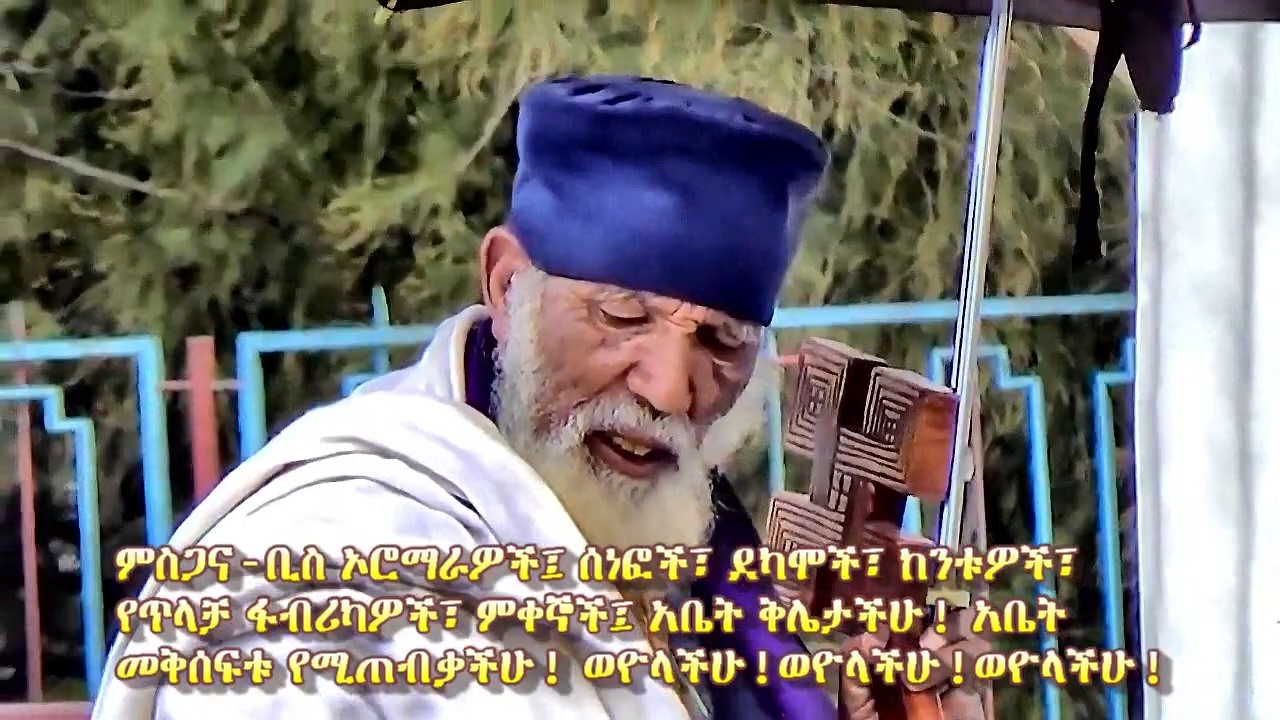 ምስጋና -ቢስ ኦሮማራዎች፤ ሰነፎች፣ ደካሞች፣ ከንቱዎች፣
የጥላቻ ፋብሪካዎች፣ ምቀኞች፤ አቤት ቅሌታችሁ ! አቤት
መቅሰፍቱ የሚጠብቃችሁ ! ወዮላችሁ ! ወዮላችሁ ! ወዮላችሁ !